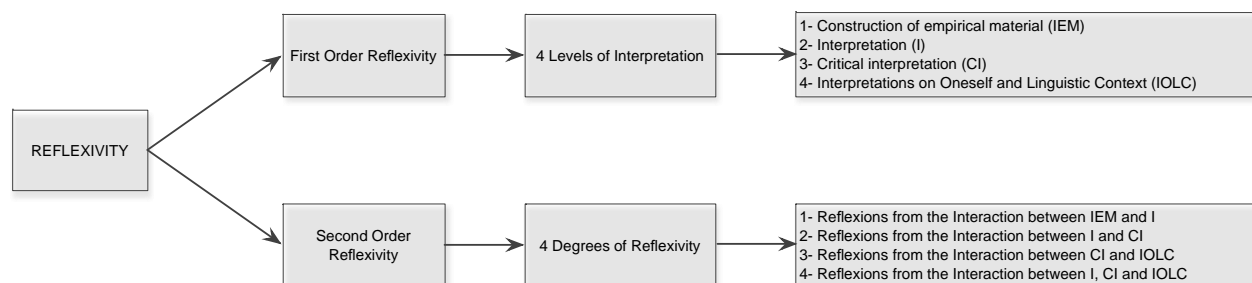 REFLEXIVITY
First Order Reflexivity
4 Levels of Interpretation
1- Construction of empirical material (IEM)
2- Interpretation (I)
3- Critical interpretation (CI)
4- Interpretations on Oneself and Linguistic Context (IOLC)
Second Order
Reflexivity
4 Degrees of Reflexivity
1- Reflexions from the Interaction between IEM and I
2- Reflexions from the Interaction between I and CI
3- Reflexions from the Interaction between CI and IOLC
4- Reflexions from the Interaction between I, CI and IOLC